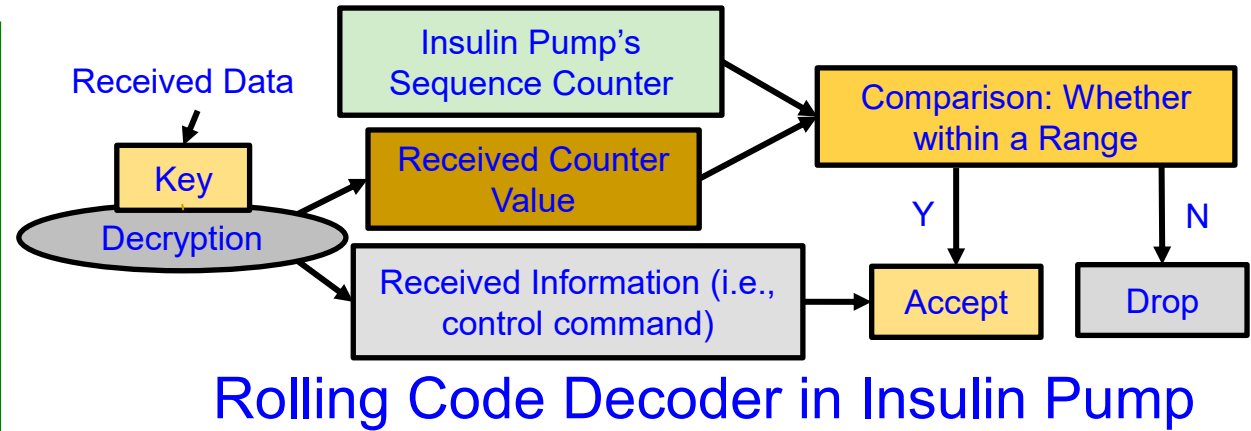 Received Data
Key
Decryption
Insulin Pump’s
Sequence Counter
Received Counter
Value
Received Information (i.e.,
control command)
Comparison: Whether
within a Range
Y
N
Accept
Drop
Rolling Code Decoder in Insulin Pump